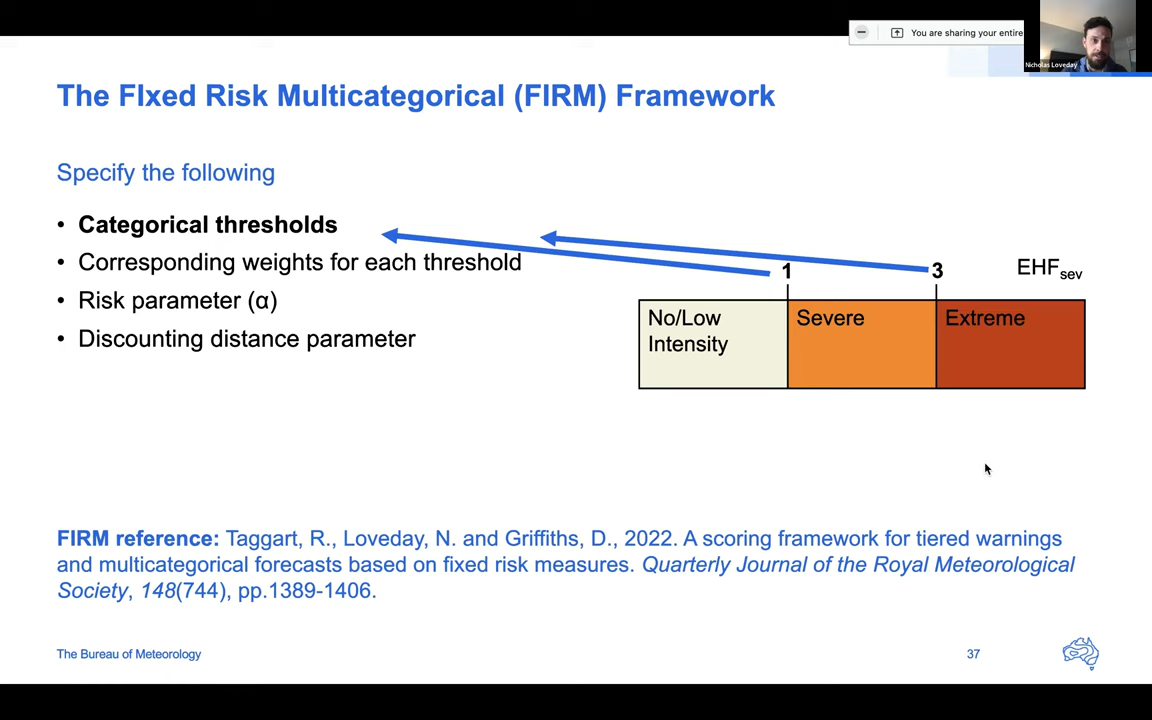 You are sharing your entire
Nicholas Loveday
The FIxed Risk Multicategorical (FIRM) Framework
Specify the following
• Categorical thresholds
• Corresponding weights for each threshold
• Risk parameter (α)
• Discounting distance parameter
1
3
EHFsev
No/Low
Intensity
Severe
Extreme
FIRM reference: Taggart, R., Loveday, N. and Griffiths, D., 2022. A scoring framework for tiered warnings
and multicategorical forecasts based on fixed risk measures. Quarterly Journal of the Royal Meteorological
Society, 148(744), pp.1389-1406.
The Bureau of Meteorology
37